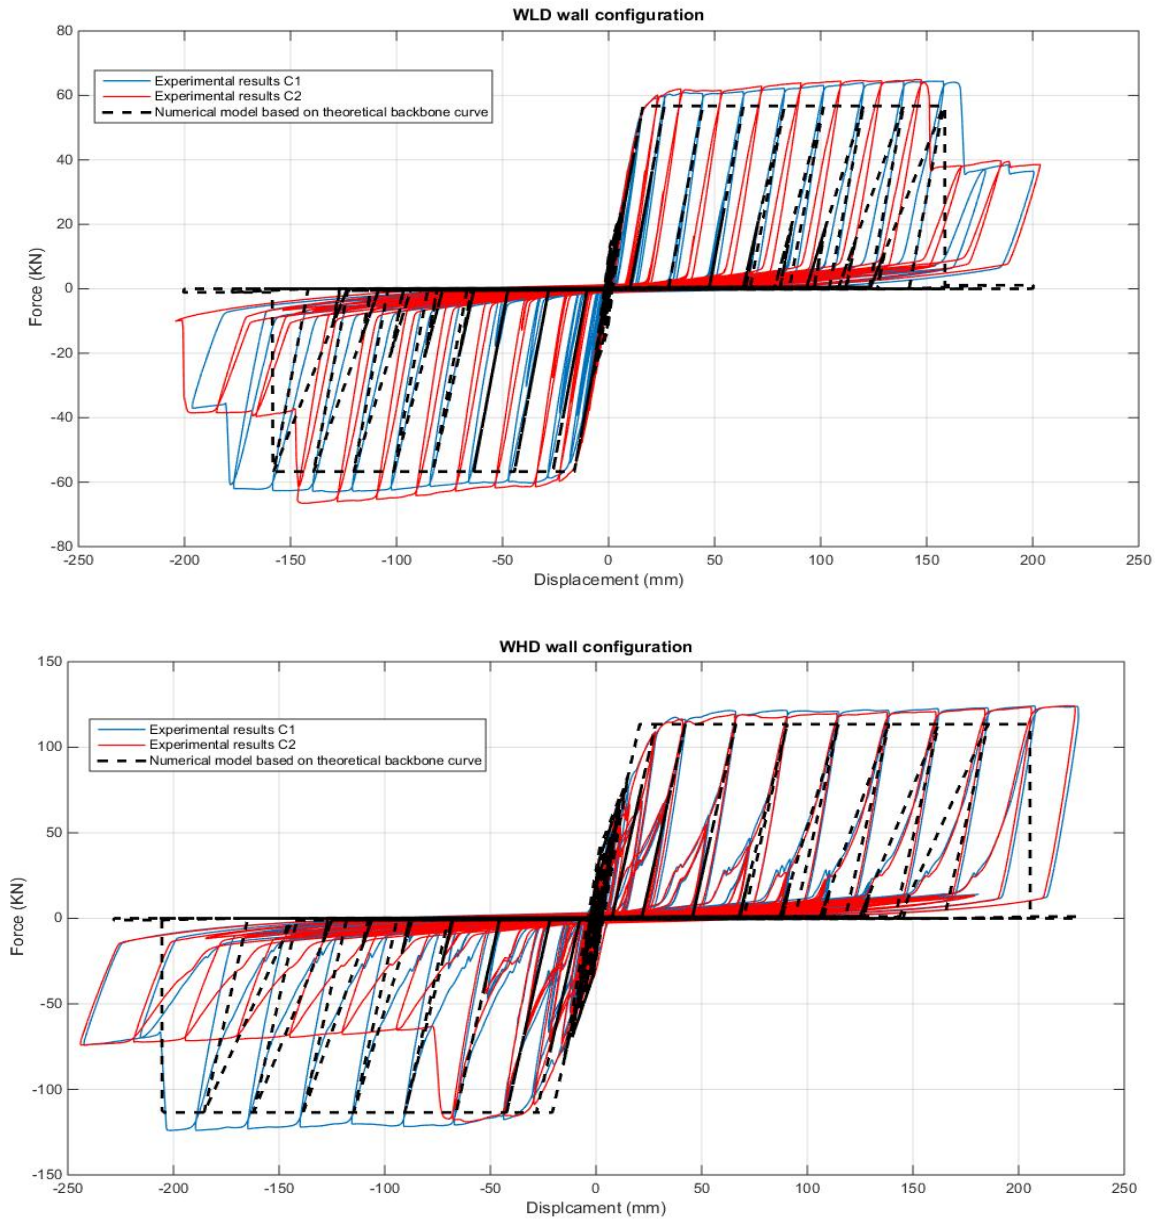 WLD wall configuration
80
60
40
20
0
-20
-40
-60
-80
Force (KN)
Experimental results C1
Experimental results C2
Numerical model based on theoretical backbone curve
-250 -200 -150 -100 -50 0 50 100 150 200 250
Displacement (mm)
WHD wall configuration
150
100
50
0
-50
-100
-150
Force (KN)
Experimental results C1
Experimental results C2
Numerical model based on theoretical backbone curve
-250 -200 -150 -100 -50 0 50 100 150 200 250
Displcament (mm)